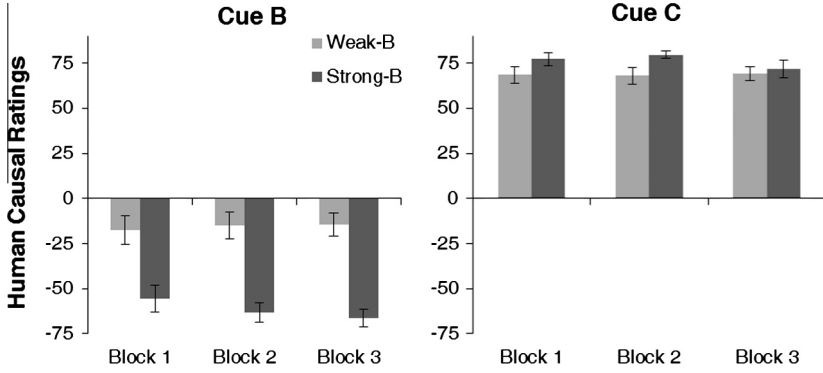 Cue B
Cue C
Weak-B
Strong-B
Human Causal Ratings
75
50
25
0
-25
-50
-75
Block 1
Block 2
Block 3
75
50
25
0
-25
-50
-75
Block 1
Block 2
Block 3